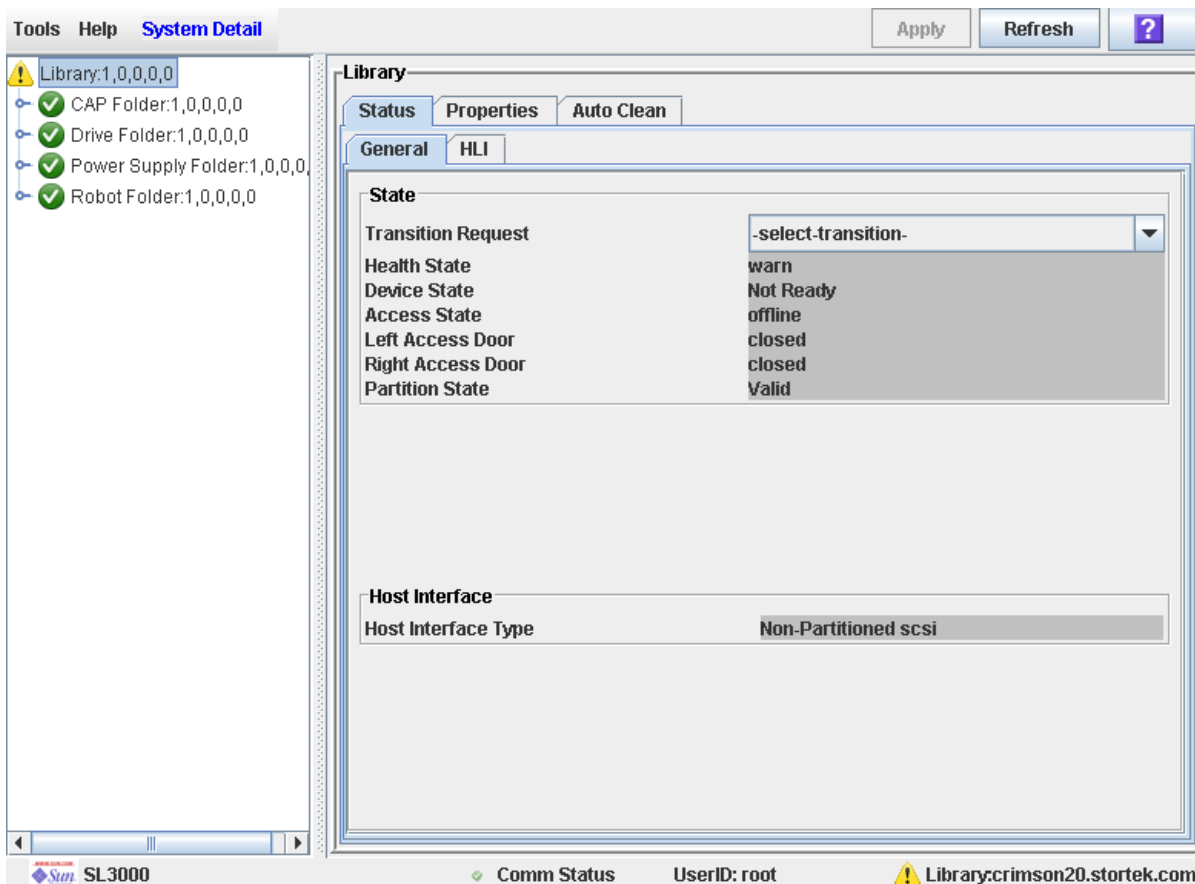 Tools Help System Detail
Apply
Refresh
?
Library:1,0,0,0,0
CAP Folder:1,0,0,0,0
Drive Folder:1,0,0,0,0
Power Supply Folder:1,0,0,0,
Robot Folder:1,0,0,0,0
Library
Status Properties Auto Clean
General HLI
State
Transition Request -select-transition-
Health State warn
Device State Not Ready
Access State offline
Left Access Door closed
Right Access Door closed
Partition State Valid
Host Interface
Host Interface Type Non-Partitioned scsi
Sun SL3000 Comm Status UserID: root Library:crimson20.stortek.com